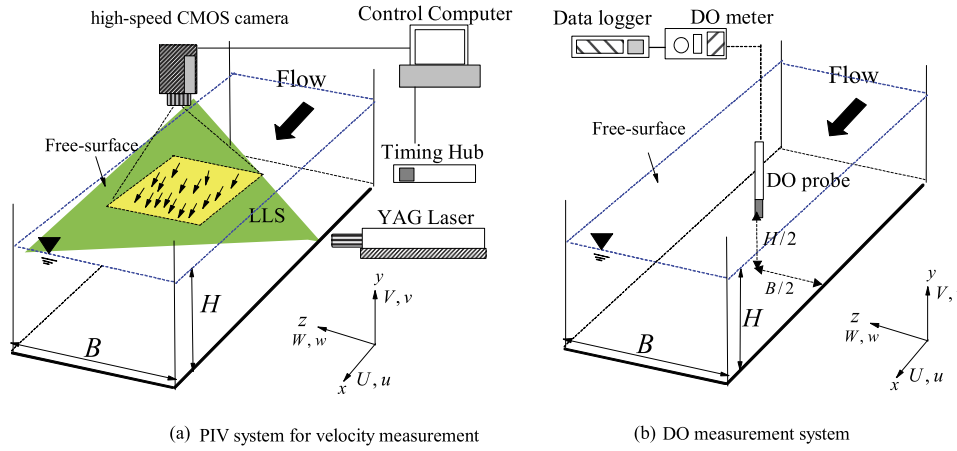 high-speed CMOS camera
Control Computer
Flow
Free-surface
Timing Hub
LLS
YAG Laser
H
B
y
V, v
z
W, w
U, u
x
(a) PIV system for velocity measurement
Data logger
DO meter
Flow
Free-surface
DO probe
H/2
B/2
H
B
y
V,
z
W, w
U, u
x
(b) DO measurement system